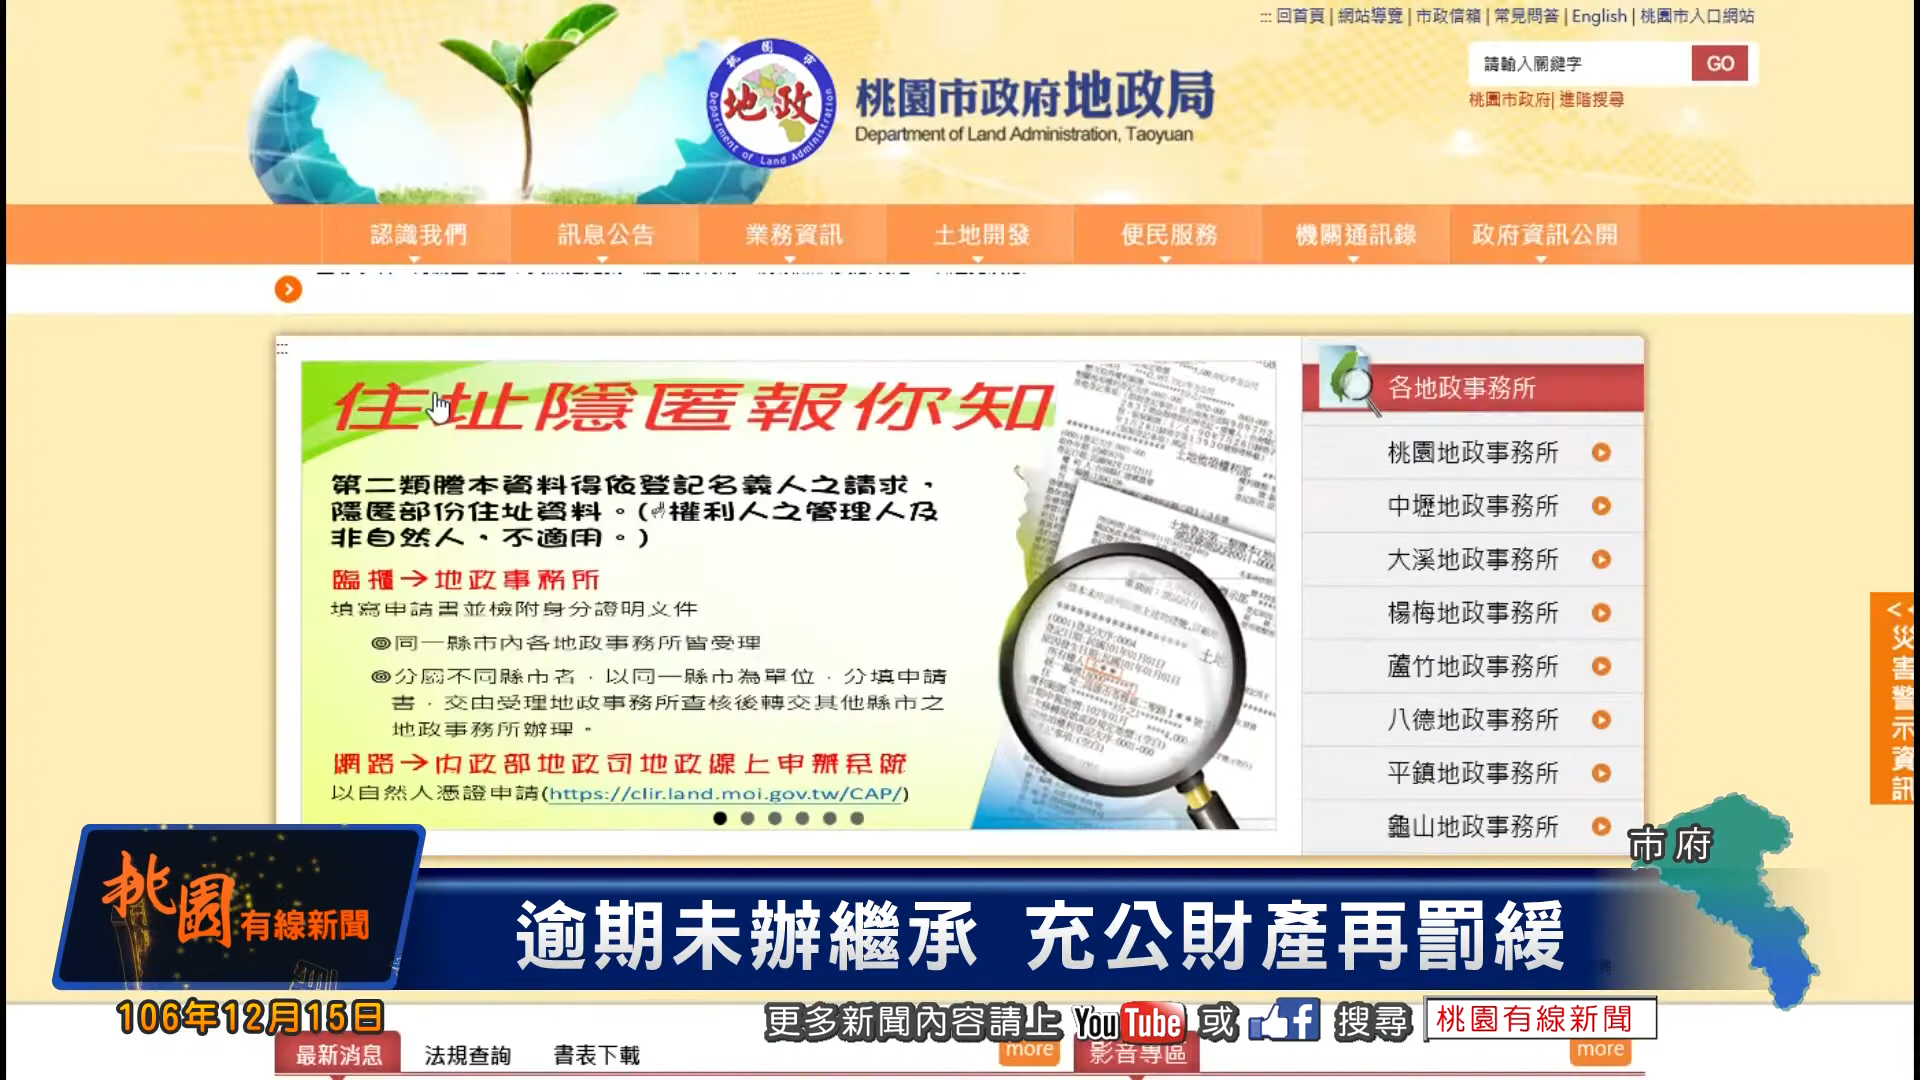 ::: 回首頁 | 網站導覽 | 市政信箱 | 常見問答 | English | 桃園市入口網站
桃園市
地政
Department of Land Administration
桃園市政府地政局
Department of Land Administration, Taoyuan
請輸入關鍵字 GO
桃園市政府| 進階搜尋
認識我們 訊息公告 業務資訊 土地開發 便民服務 機關通訊錄 政府資訊公開
住址隱匿報你知
第二類謄本資料得依登記名義人之請求，
隱匿部份住址資料。(權利人之管理人及
非自然人，不適用。)
臨櫃→地政事務所
填寫申請書並檢附身分證明文件
◎同一縣市內各地政事務所皆受理
◎分屬不同縣市者，以同一縣市為單位，分填申請
書，交由受理地政事務所查核後轉交其他縣市之
地政事務所辦理。
網路→內政部地政司地政線上申辦系統
以自然人憑證申請(https://clir.land.moi.gov.tw/CAP/)
各地政事務所
桃園地政事務所
中壢地政事務所
大溪地政事務所
楊梅地政事務所
蘆竹地政事務所
八德地政事務所
平鎮地政事務所
龜山地政事務所
<<災害警示資訊
市府
桃園有線新聞
逾期未辦繼承 充公財產再罰緩
106年12月15日
更多新聞內容請上 YouTube 或 f 搜尋 桃園有線新聞
最新消息 法規查詢 書表下載 more 影音專區 more